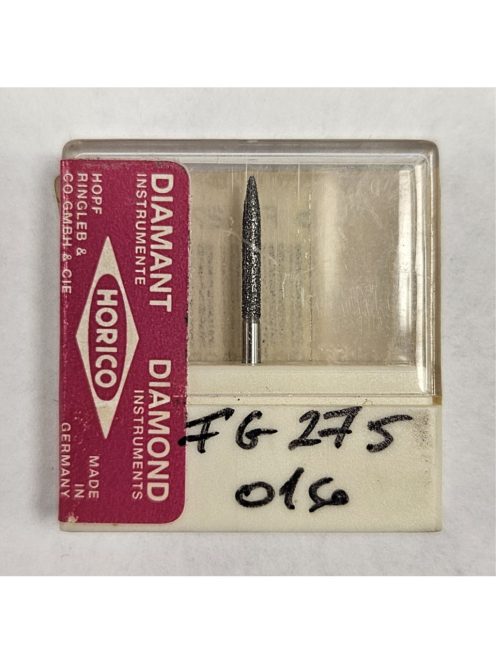 DIAMANT
INSTRUMENTE
DIAMOND
INSTRUMENTS
HORICO
HOPF
RINGLEB &
CO. GMBH & CIE
MADE
IN
GERMANY
FG 275
016